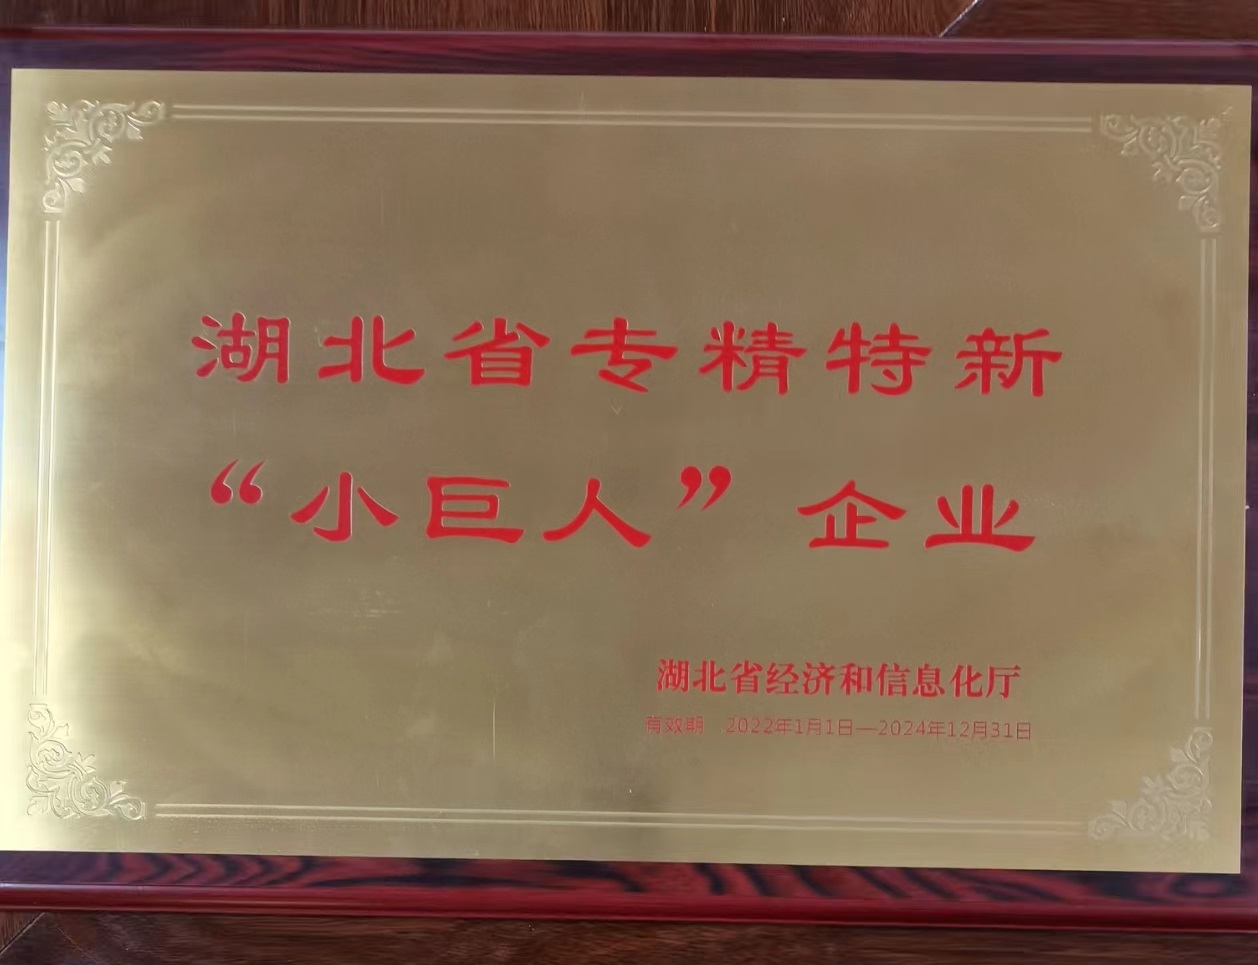 湖北省专精特新
“小巨人”企业
湖北省经济和信息化厅
有效期 2022年1月1日—2024年12月31日